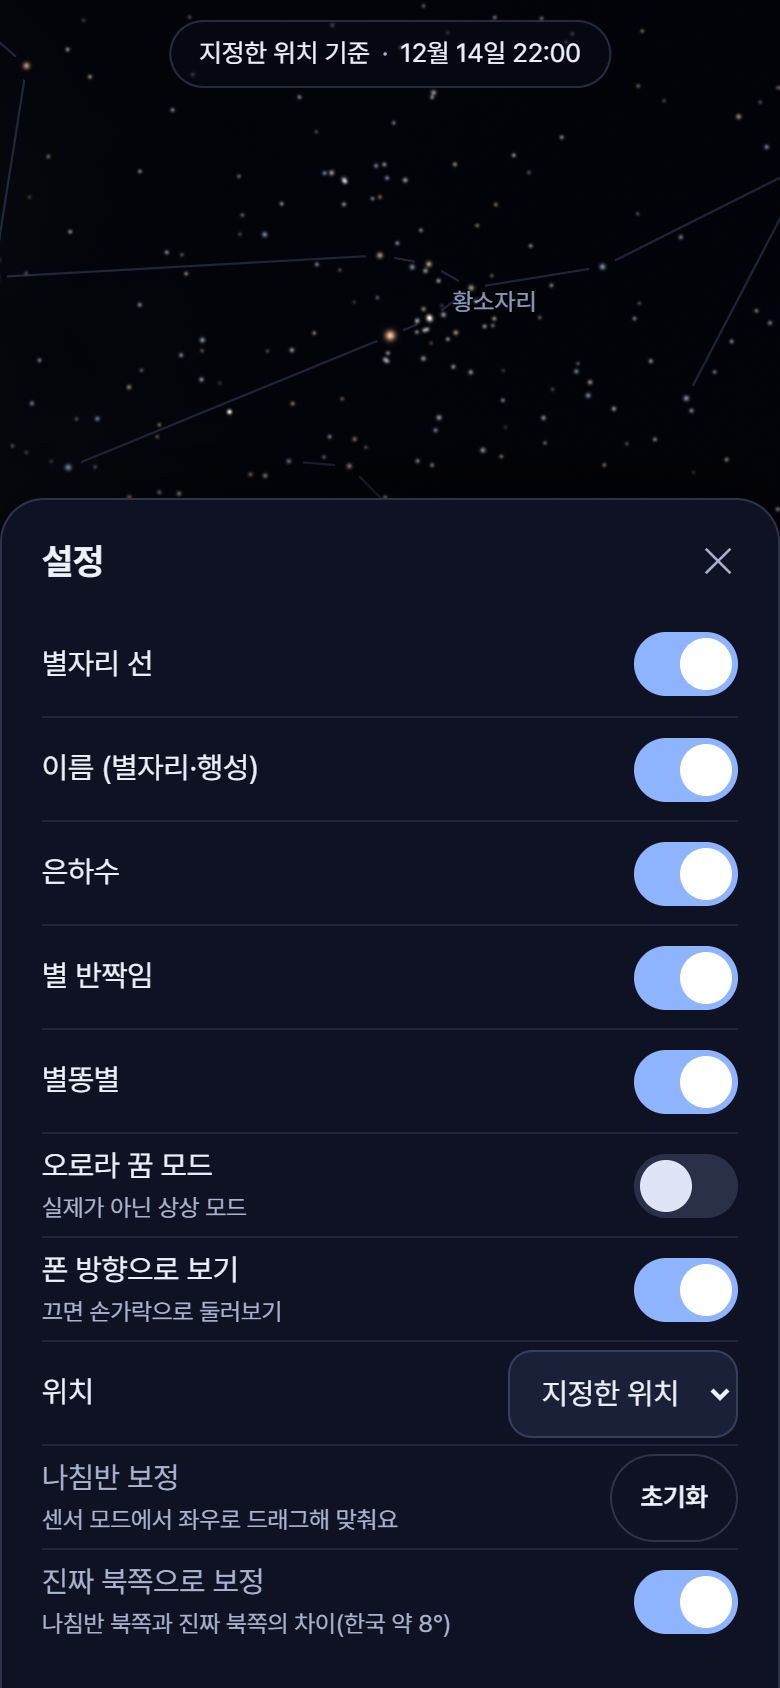 지정한 위치 기준 · 12월 14일 22:00
황소자리
설정
별자리 선
이름 (별자리·행성)
은하수
별 반짝임
별똥별
오로라 꿈 모드
실제가 아닌 상상 모드
폰 방향으로 보기
끄면 손가락으로 둘러보기
위치
지정한 위치
나침반 보정
센서 모드에서 좌우로 드래그해 맞춰요
초기화
진짜 북쪽으로 보정
나침반 북쪽과 진짜 북쪽의 차이(한국 약 8°)